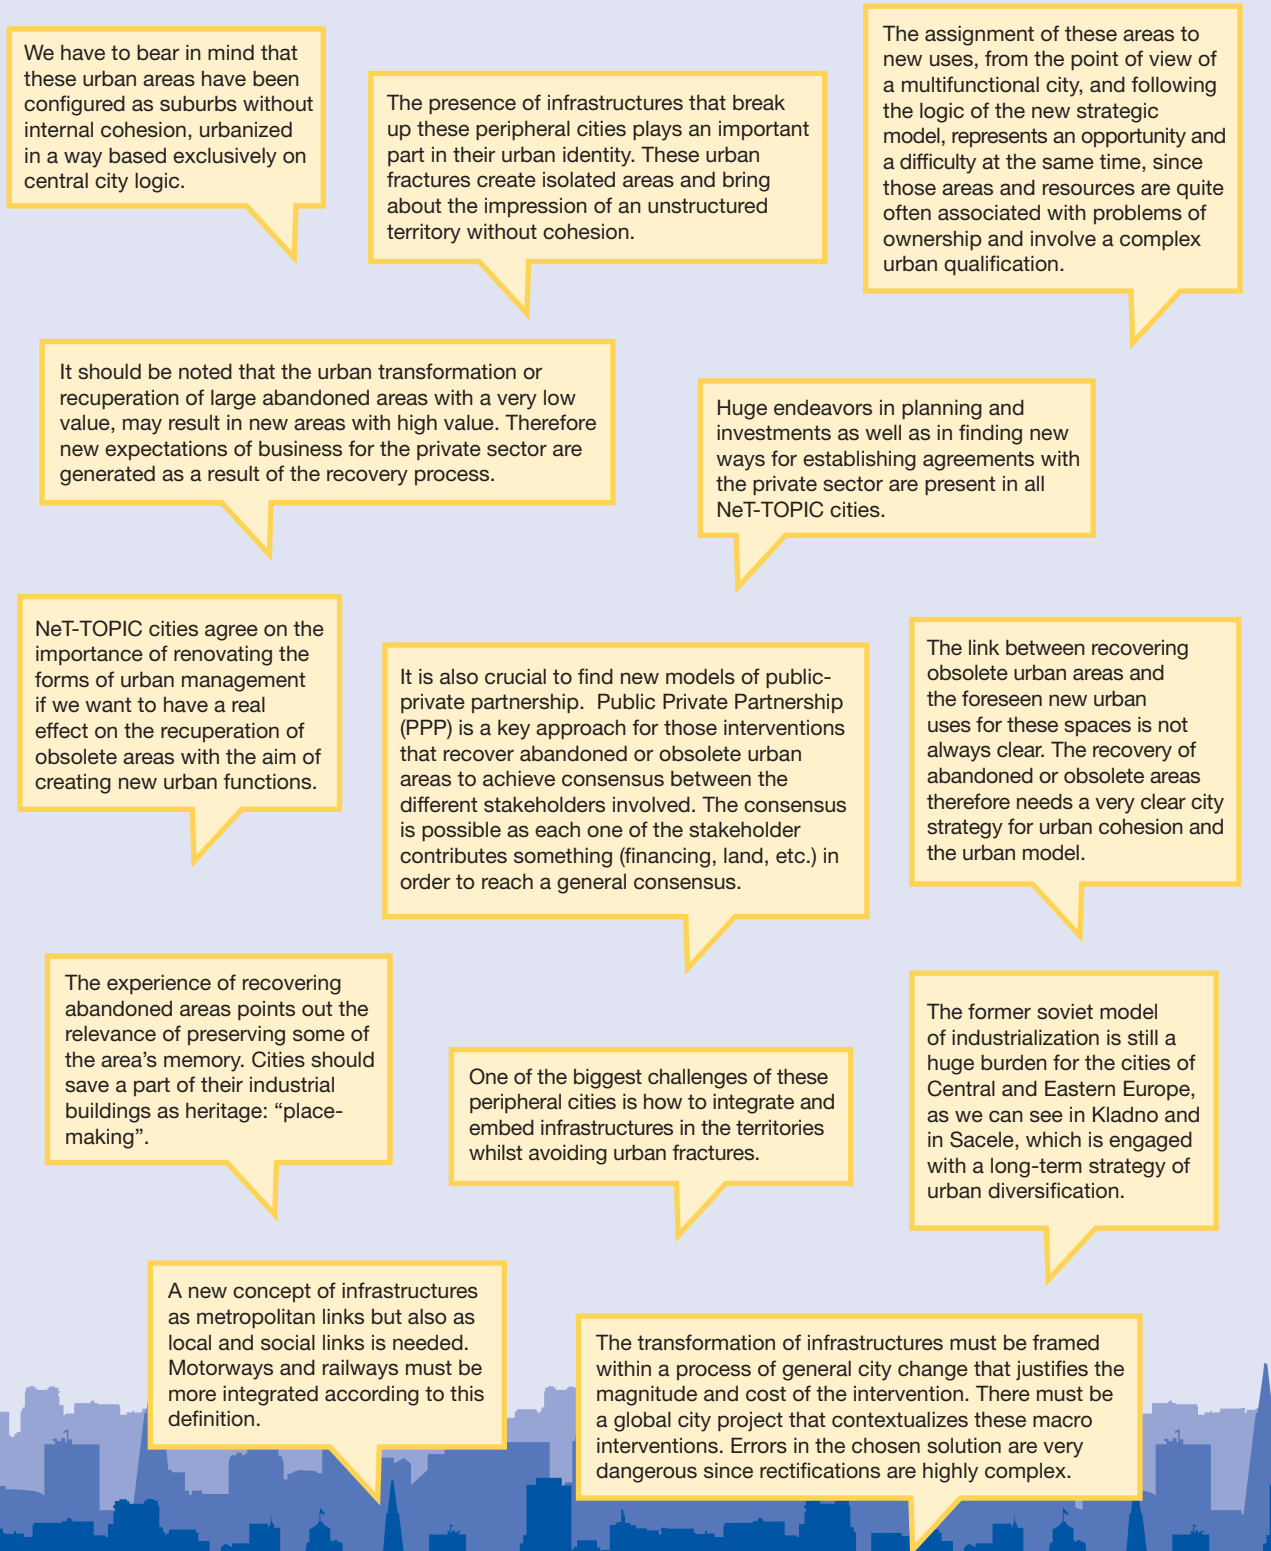 We have to bear in mind that
these urban areas have been
configured as suburbs without
internal cohesion, urbanized
in a way based exclusively on
central city logic.
The presence of infrastructures that break
up these peripheral cities plays an important
part in their urban identity. These urban
fractures create isolated areas and bring
about the impression of an unstructured
territory without cohesion.
The assignment of these areas to
new uses, from the point of view of
a multifunctional city, and following
the logic of the new strategic
model, represents an opportunity and
a difficulty at the same time, since
those areas and resources are quite
often associated with problems of
ownership and involve a complex
urban qualification.
It should be noted that the urban transformation or
recuperation of large abandoned areas with a very low
value, may result in new areas with high value. Therefore
new expectations of business for the private sector are
generated as a result of the recovery process.
Huge endeavors in planning and
investments as well as in finding new
ways for establishing agreements with
the private sector are present in all
NeT-TOPIC cities.
NeT-TOPIC cities agree on the
importance of renovating the
forms of urban management
if we want to have a real
effect on the recuperation of
obsolete areas with the aim of
creating new urban functions.
It is also crucial to find new models of public-
private partnership.  Public Private Partnership
(PPP) is a key approach for those interventions
that recover abandoned or obsolete urban
areas to achieve consensus between the
different stakeholders involved. The consensus
is possible as each one of the stakeholder
contributes something (financing, land, etc.) in
order to reach a general consensus.
The link between recovering
obsolete urban areas and
the foreseen new urban
uses for these spaces is not
always clear. The recovery of
abandoned or obsolete areas
therefore needs a very clear city
strategy for urban cohesion and
the urban model.
The experience of recovering
abandoned areas points out the
relevance of preserving some of
the area’s memory. Cities should
save a part of their industrial
buildings as heritage: “place-
making”.
One of the biggest challenges of these
peripheral cities is how to integrate and
embed infrastructures in the territories
whilst avoiding urban fractures.
The former soviet model
of industrialization is still a
huge burden for the cities of
Central and Eastern Europe,
as we can see in Kladno and
in Sacele, which is engaged
with a long-term strategy of
urban diversification.
A new concept of infrastructures
as metropolitan links but also as
local and social links is needed.
Motorways and railways must be
more integrated according to this
definition.
The transformation of infrastructures must be framed
within a process of general city change that justifies the
magnitude and cost of the intervention. There must be
a global city project that contextualizes these macro
interventions. Errors in the chosen solution are very
dangerous since rectifications are highly complex.